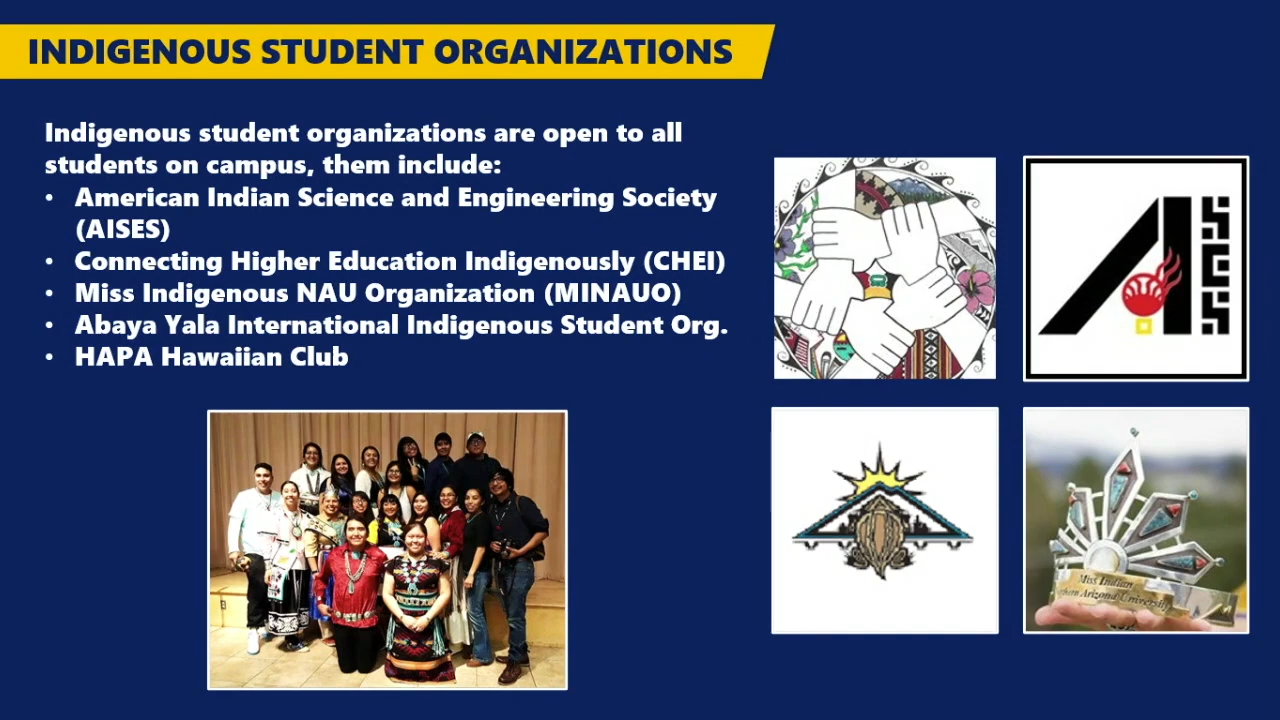 INDIGENOUS STUDENT ORGANIZATIONS
Indigenous student organizations are open to all
students on campus, them include:
• American Indian Science and Engineering Society
(AISES)
• Connecting Higher Education Indigenously (CHEI)
• Miss Indigenous NAU Organization (MINAUO)
• Abaya Yala International Indigenous Student Org.
• HAPA Hawaiian Club
AISES
Miss Indian
Northern Arizona University